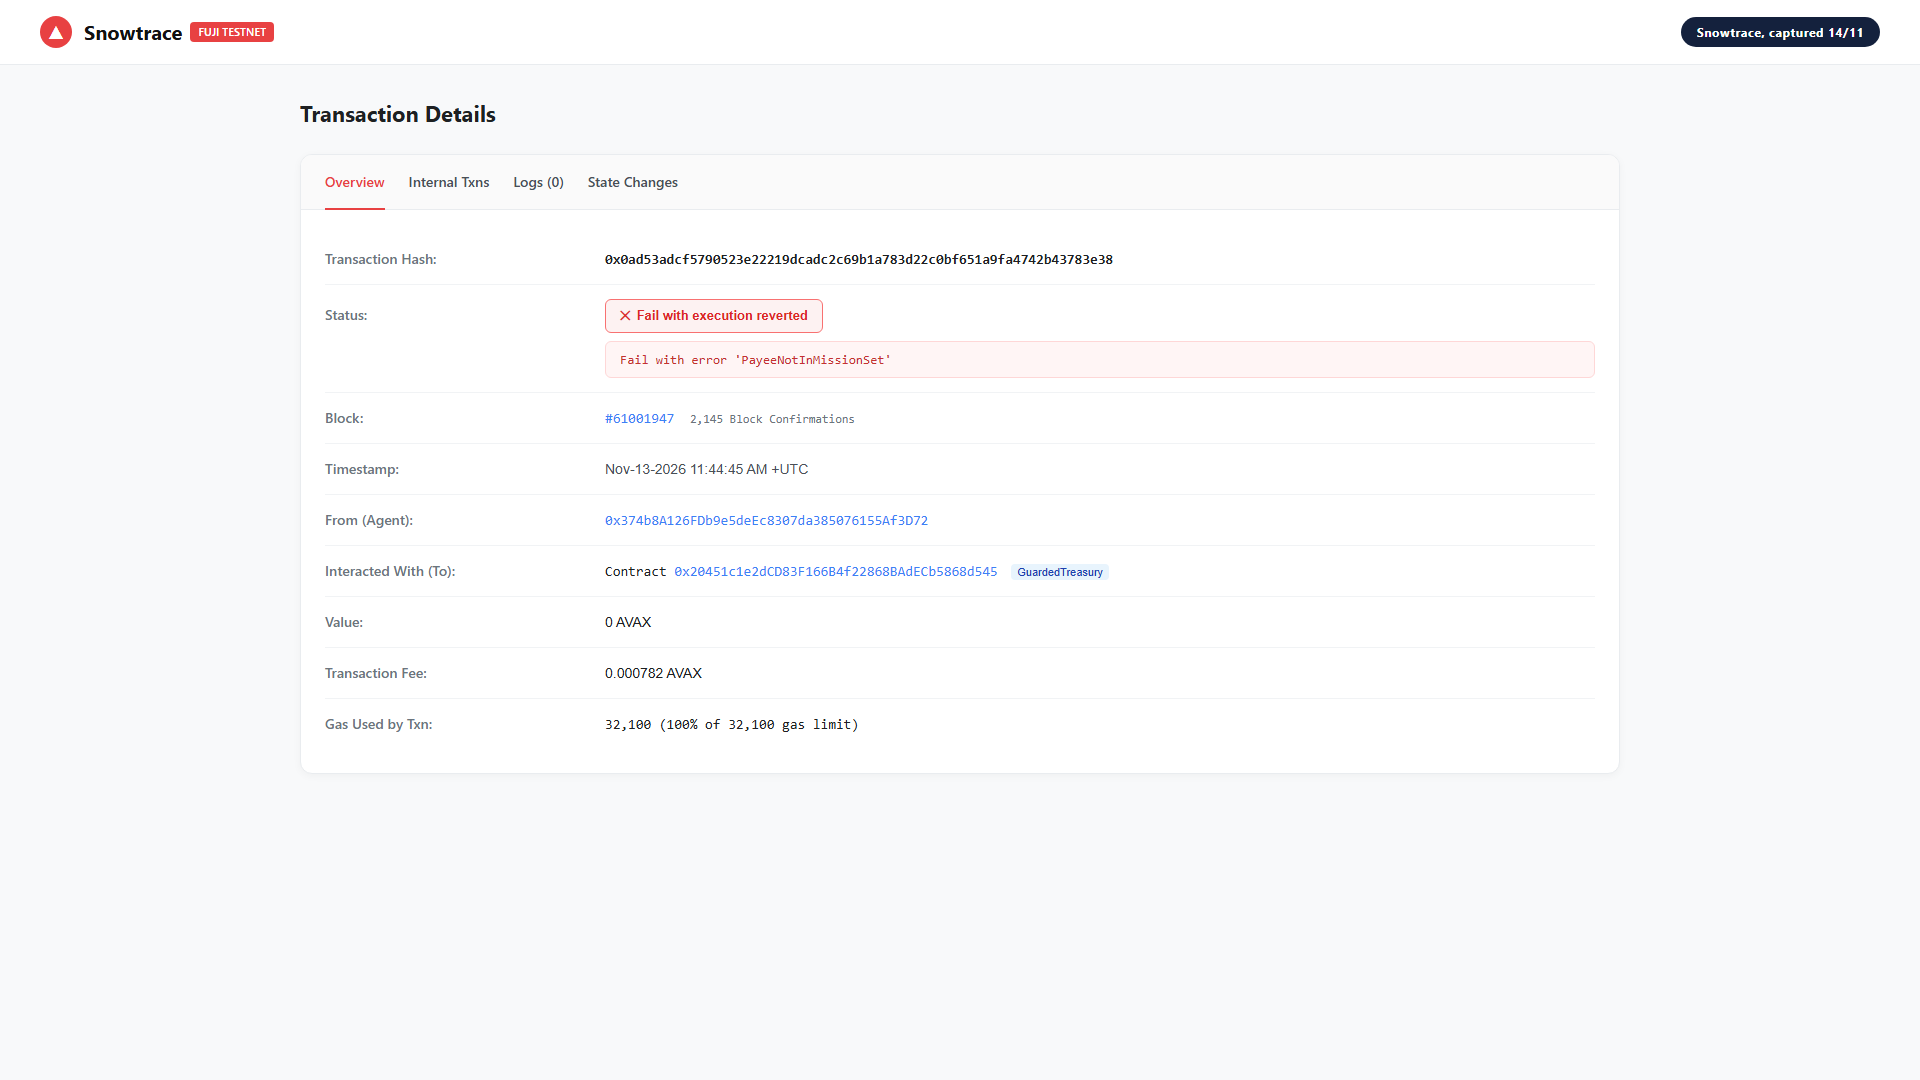 Snowtrace FUJI TESTNET
Snowtrace, captured 14/11
Transaction Details
Overview Internal Txns Logs (0) State Changes
Transaction Hash: 0x0ad53adcf5790523e22219dcadc2c69b1a783d22c0bf651a9fa4742b43783e38
Status: Fail with execution reverted
Fail with error 'PayeeNotInMissionSet'
Block: #61001947 2,145 Block Confirmations
Timestamp: Nov-13-2026 11:44:45 AM +UTC
From (Agent): 0x374b8A126FDb9e5deEc8307da385076155Af3D72
Interacted With (To): Contract 0x20451c1e2dCD83F166B4f22868BAdECb5868d545 GuardedTreasury
Value: 0 AVAX
Transaction Fee: 0.000782 AVAX
Gas Used by Txn: 32,100 (100% of 32,100 gas limit)